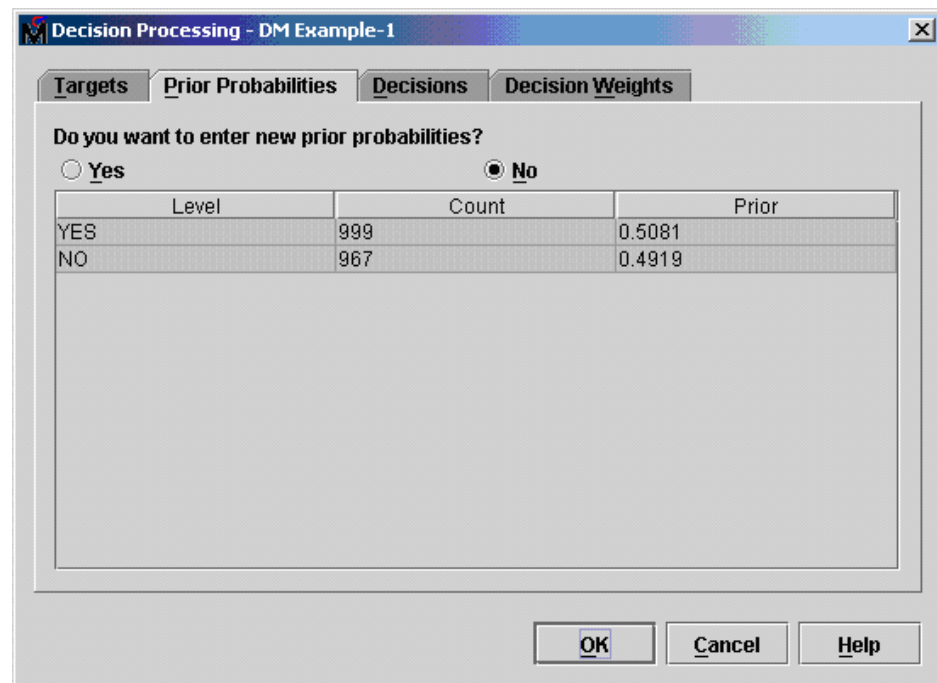 Decision Processing - DM Example-1
Targets Prior Probabilities Decisions Decision Weights
Do you want to enter new prior probabilities?
Yes No
Level Count Prior
YES 999 0.5081
NO 967 0.4919
OK Cancel Help